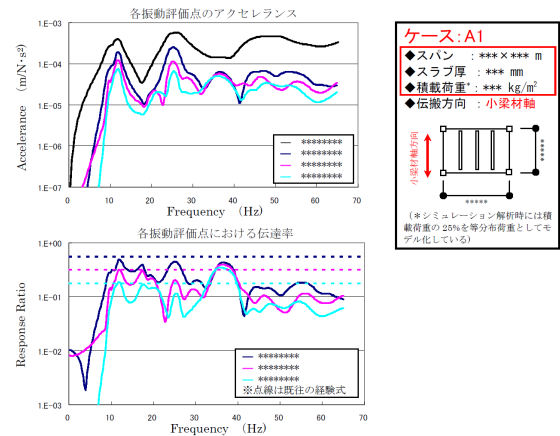 各振動評価点のアクセレランス
Accelerance (m/N・s²)
1.E-03
1.E-04
1.E-05
1.E-06
1.E-07
********
********
********
********
0 10 20 30 40 50 60 70
Frequency (Hz)
各振動評価点における伝達率
Response Ratio
1.E+00
1.E-01
1.E-02
1.E-03
********
********
********
※点線は既往の経験式
0 10 20 30 40 50 60 70
Frequency (Hz)
ケース:A1
◆スパン : ***×*** m
◆スラブ厚 : *** mm
◆積載荷重* : *** kg/m²
◆伝搬方向 : 小梁材軸
小梁材軸方向
*****
*****
(*シミュレーション解析時には積
載荷重の25%を等分布荷重としてモ
デル化している)